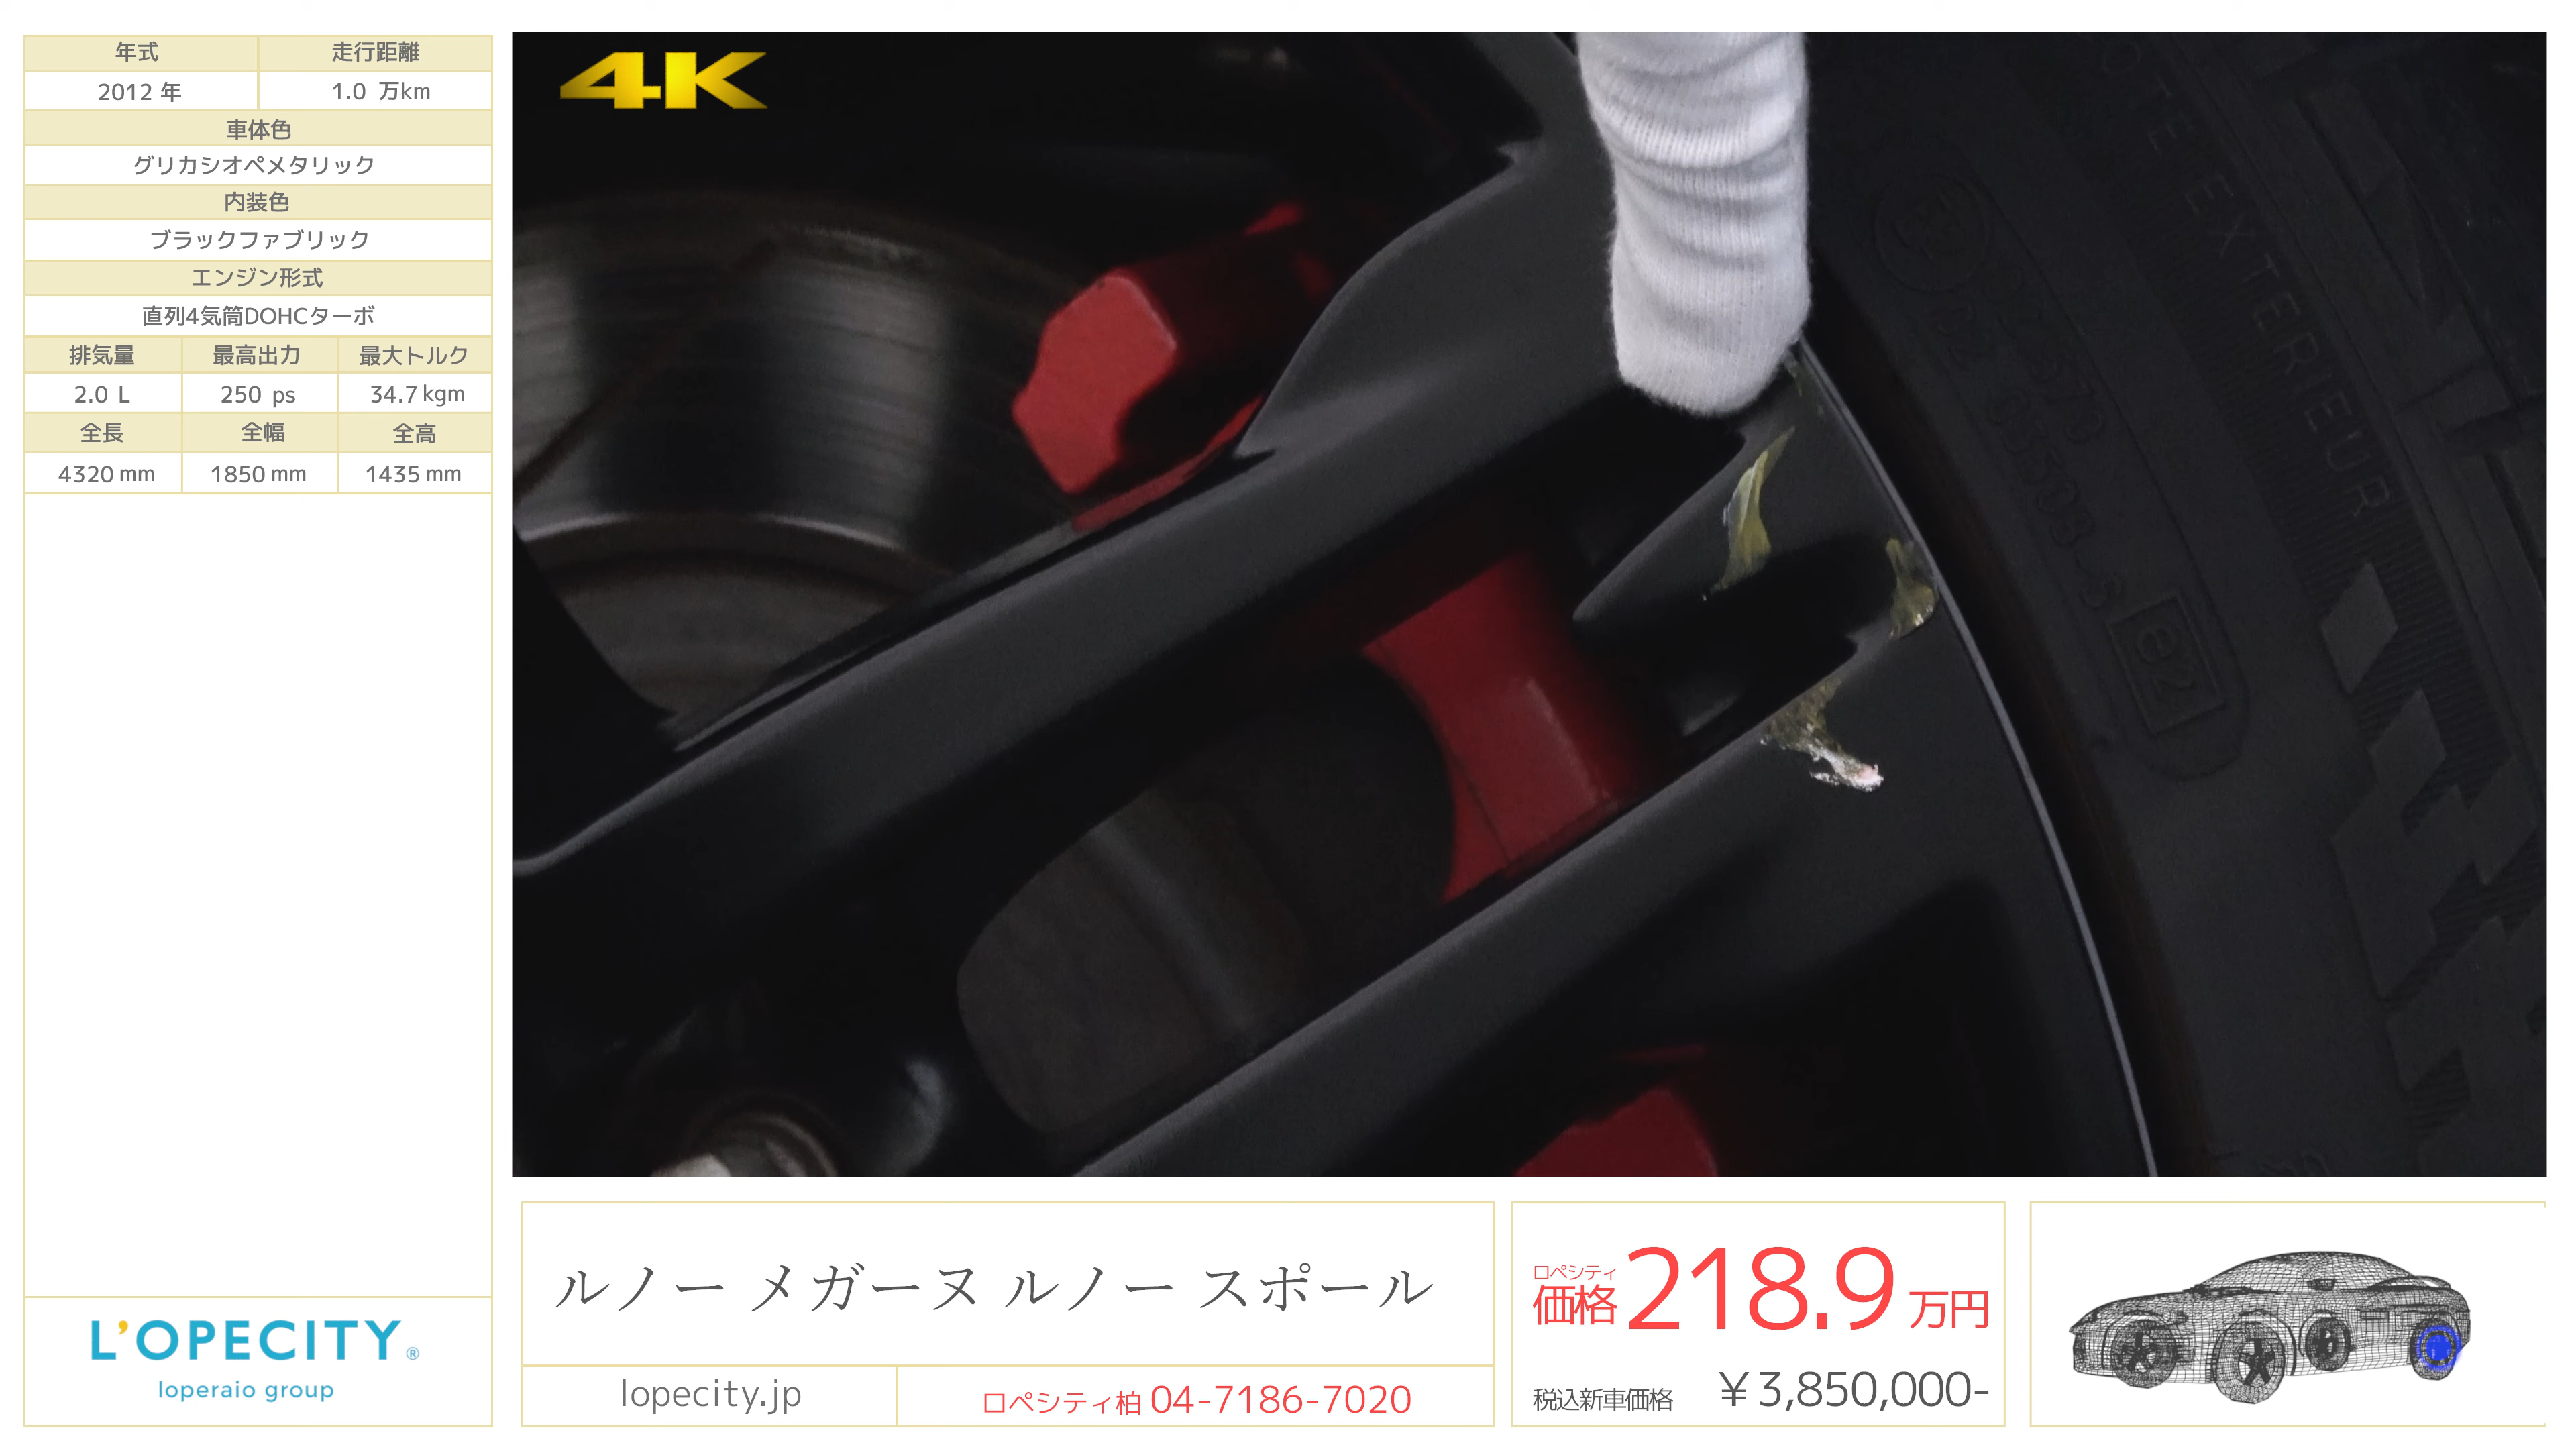 年式 走行距離
2012 年 1.0 万km
車体色
グリカシオペメタリック
内装色
ブラックファブリック
エンジン形式
直列4気筒DOHCターボ
排気量 最高出力 最大トルク
2.0 L 250 ps 34.7 kgm
全長 全幅 全高
4320 mm 1850 mm 1435 mm
L'OPECITY®
loperaio group
4K
EXTERIEUR
e2
ルノー メガーヌ ルノー スポール
lopecity.jp
ロペシティ柏 04-7186-7020
ロペシティ
価格 218.9 万円
税込新車価格 ￥3,850,000-